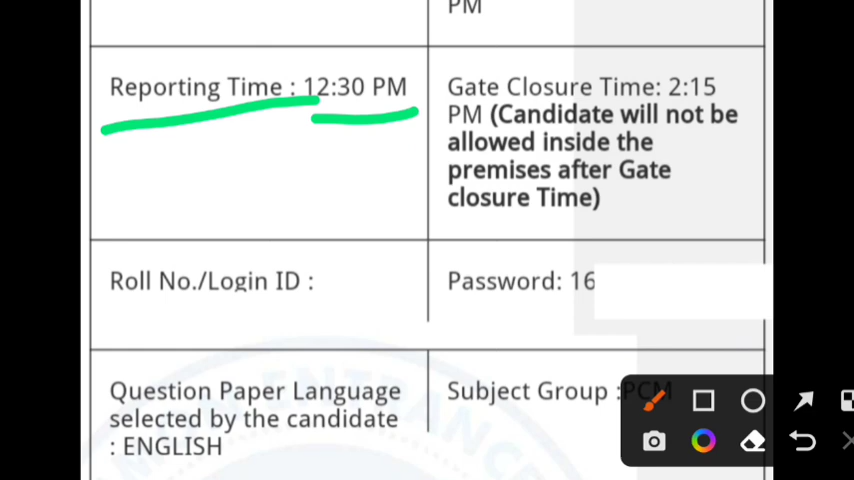 PM
Reporting Time : 12:30 PM
Gate Closure Time: 2:15
PM (Candidate will not be
allowed inside the
premises after Gate
closure Time)
Roll No./Login ID :
Password: 16
Question Paper Language
selected by the candidate
: ENGLISH
Subject Group :PCM
ENTRANCE